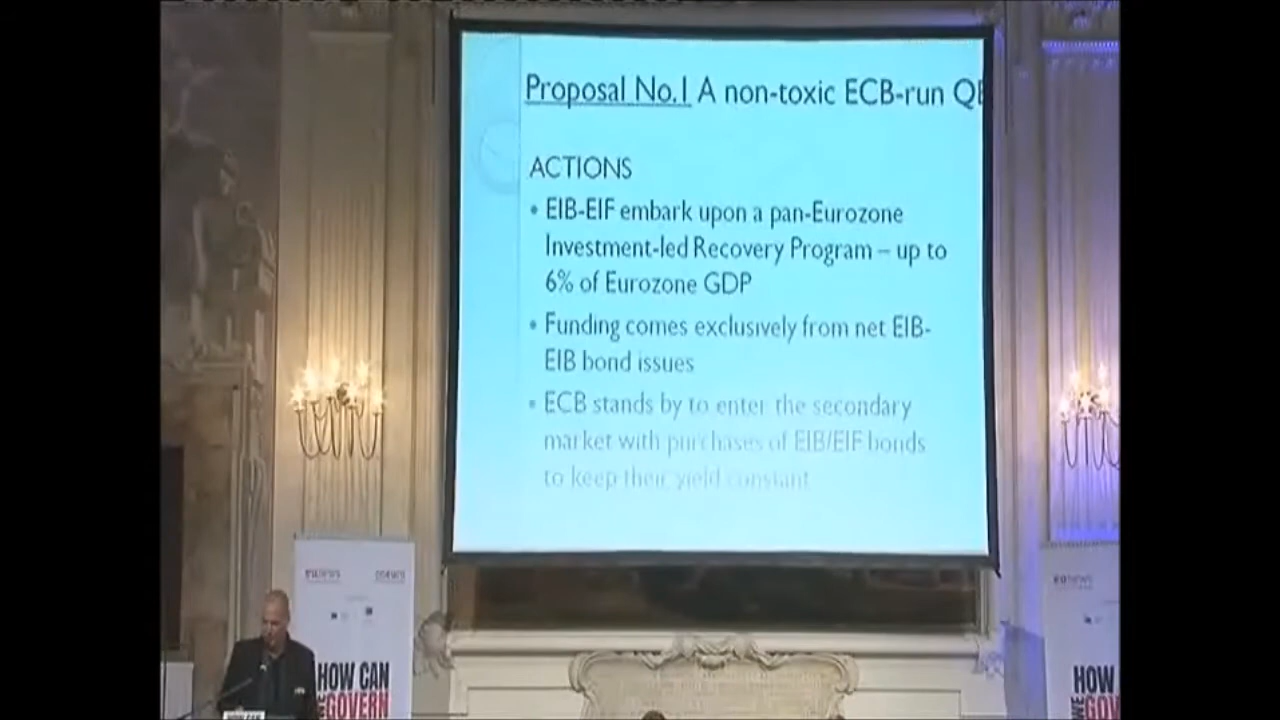 Proposal No.1 A non-toxic ECB-run QE
ACTIONS
• EIB-EIF embark upon a pan-Eurozone
Investment-led Recovery Program – up to
6% of Eurozone GDP
• Funding comes exclusively from net EIB-
EIB bond issues
• ECB stands by to enter the secondary
market with purchases of EIB/EIF bonds
to keep their yield constant
HOW CAN
WE GOVERN
HOW
WE GOV